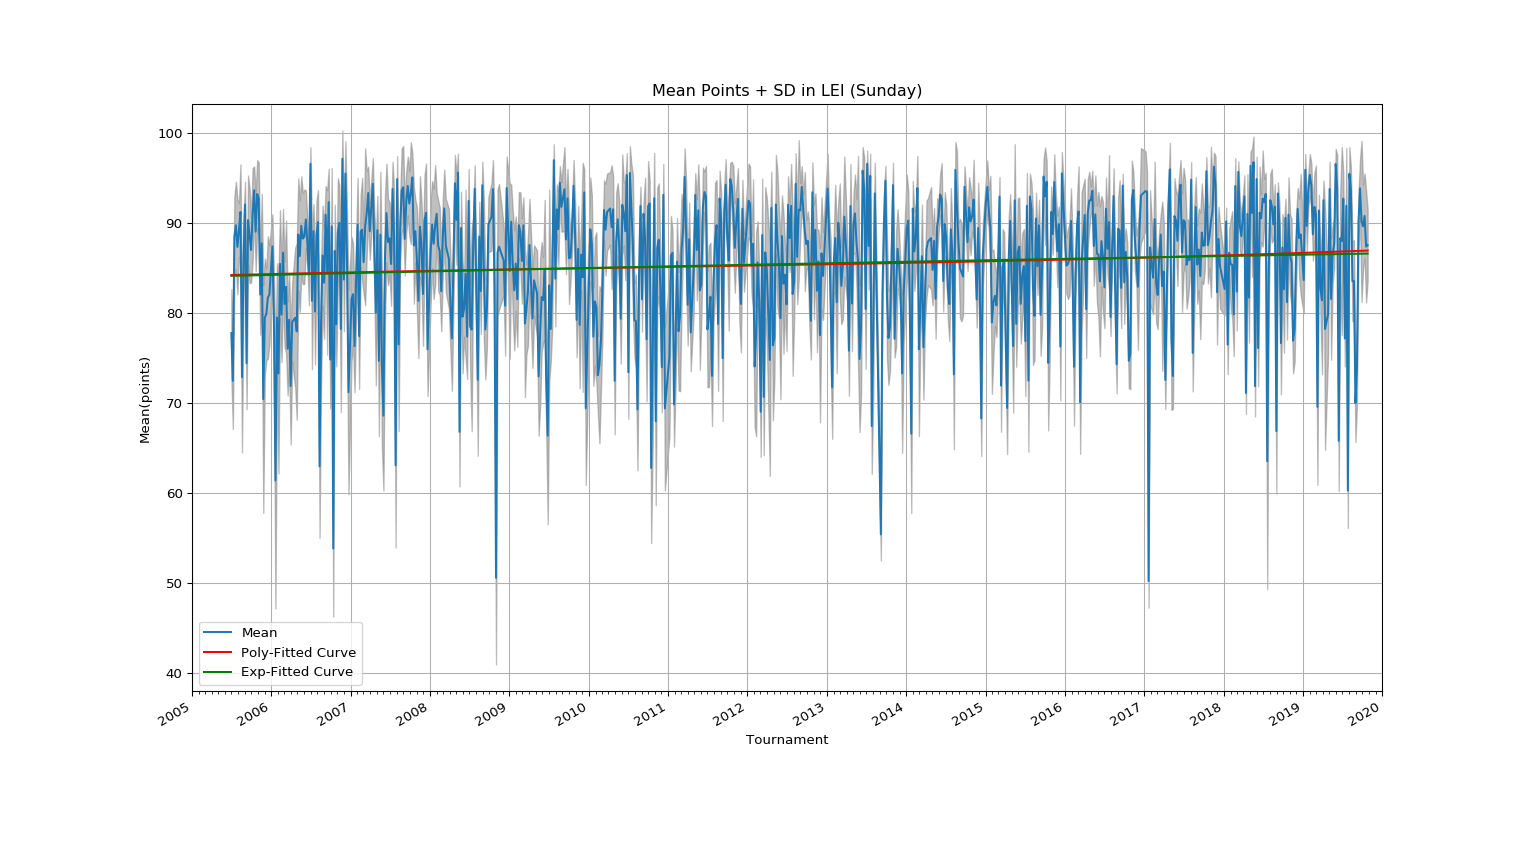 Mean Points + SD in LEI (Sunday)
100
90
80
70
60
50
40
Mean(points)
Mean
Poly-Fitted Curve
Exp-Fitted Curve
2005 2006 2007 2008 2009 2010 2011 2012 2013 2014 2015 2016 2017 2018 2019 2020
Tournament